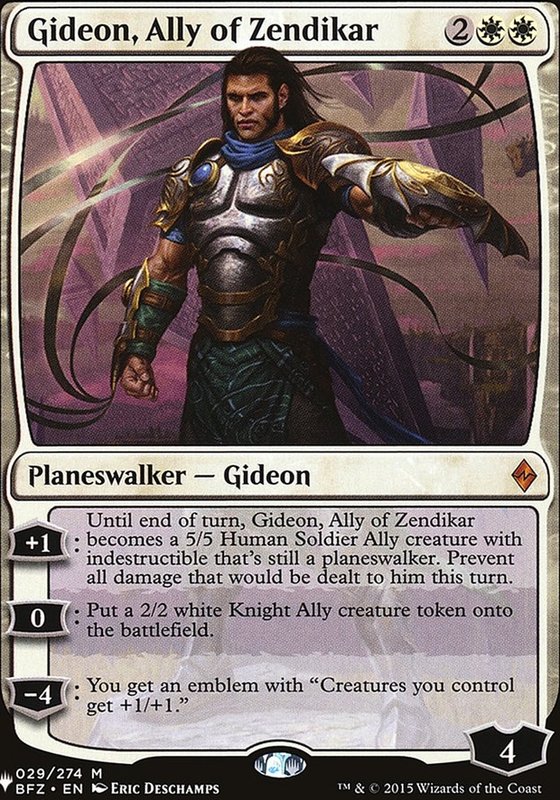 Gideon, Ally of Zendikar 2
Planeswalker — Gideon
+1: Until end of turn, Gideon, Ally of Zendikar
becomes a 5/5 Human Soldier Ally creature with
indestructible that's still a planeswalker. Prevent
all damage that would be dealt to him this turn.
0: Put a 2/2 white Knight Ally creature token onto
the battlefield.
−4: You get an emblem with “Creatures you control
get +1/+1.”
4
029/274 M
BFZ • EN Eric Deschamps
™ & © 2015 Wizards of the Coast